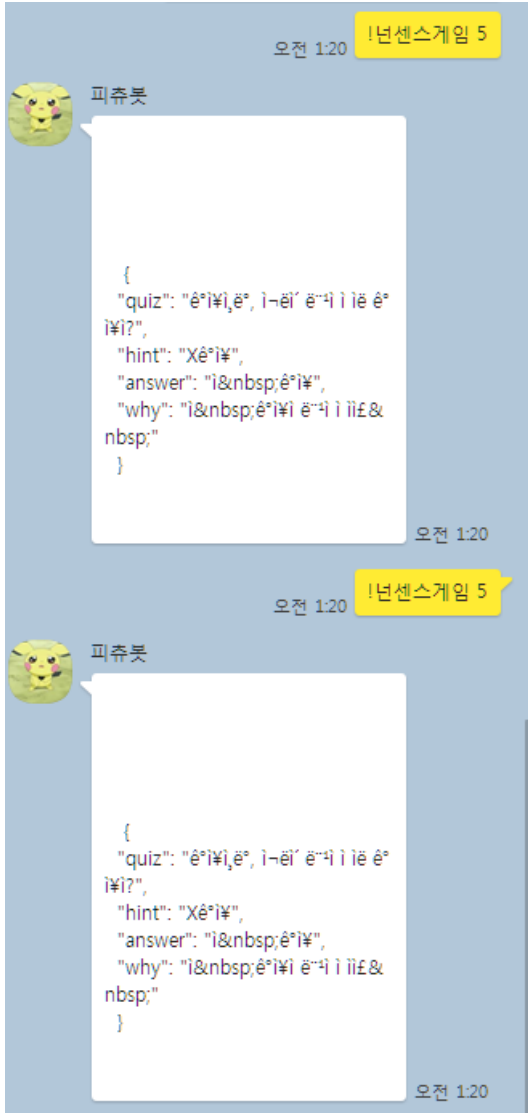 !넌센스게임 5
오전 1:20
피츄봇
{
"quiz": "ê°ì¥ì¸ë°, ì¬ëì´ ë¨¹ì ì ìë ê°
ì¥ì?",
"hint": "Xê°ì¥",
"answer": "ì&nbsp;ê°ì¥",
"why": "ì&nbsp;ê°ì¥ì ë¨¹ì ì ìì£&
nbsp;"
}
오전 1:20
!넌센스게임 5
오전 1:20
피츄봇
{
"quiz": "ê°ì¥ì¸ë°, ì¬ëì´ ë¨¹ì ì ìë ê°
ì¥ì?",
"hint": "Xê°ì¥",
"answer": "ì&nbsp;ê°ì¥",
"why": "ì&nbsp;ê°ì¥ì ë¨¹ì ì ìì£&
nbsp;"
}
오전 1:20